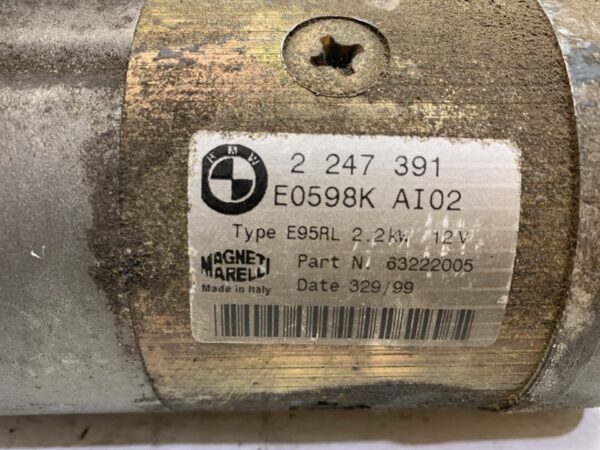 BMW
2 247 391
E0598K AI02
Type E95RL 2.2kW 12V
MAGNETI MARELLI
Part N. 63222005
Made in Italy
Date 329/99